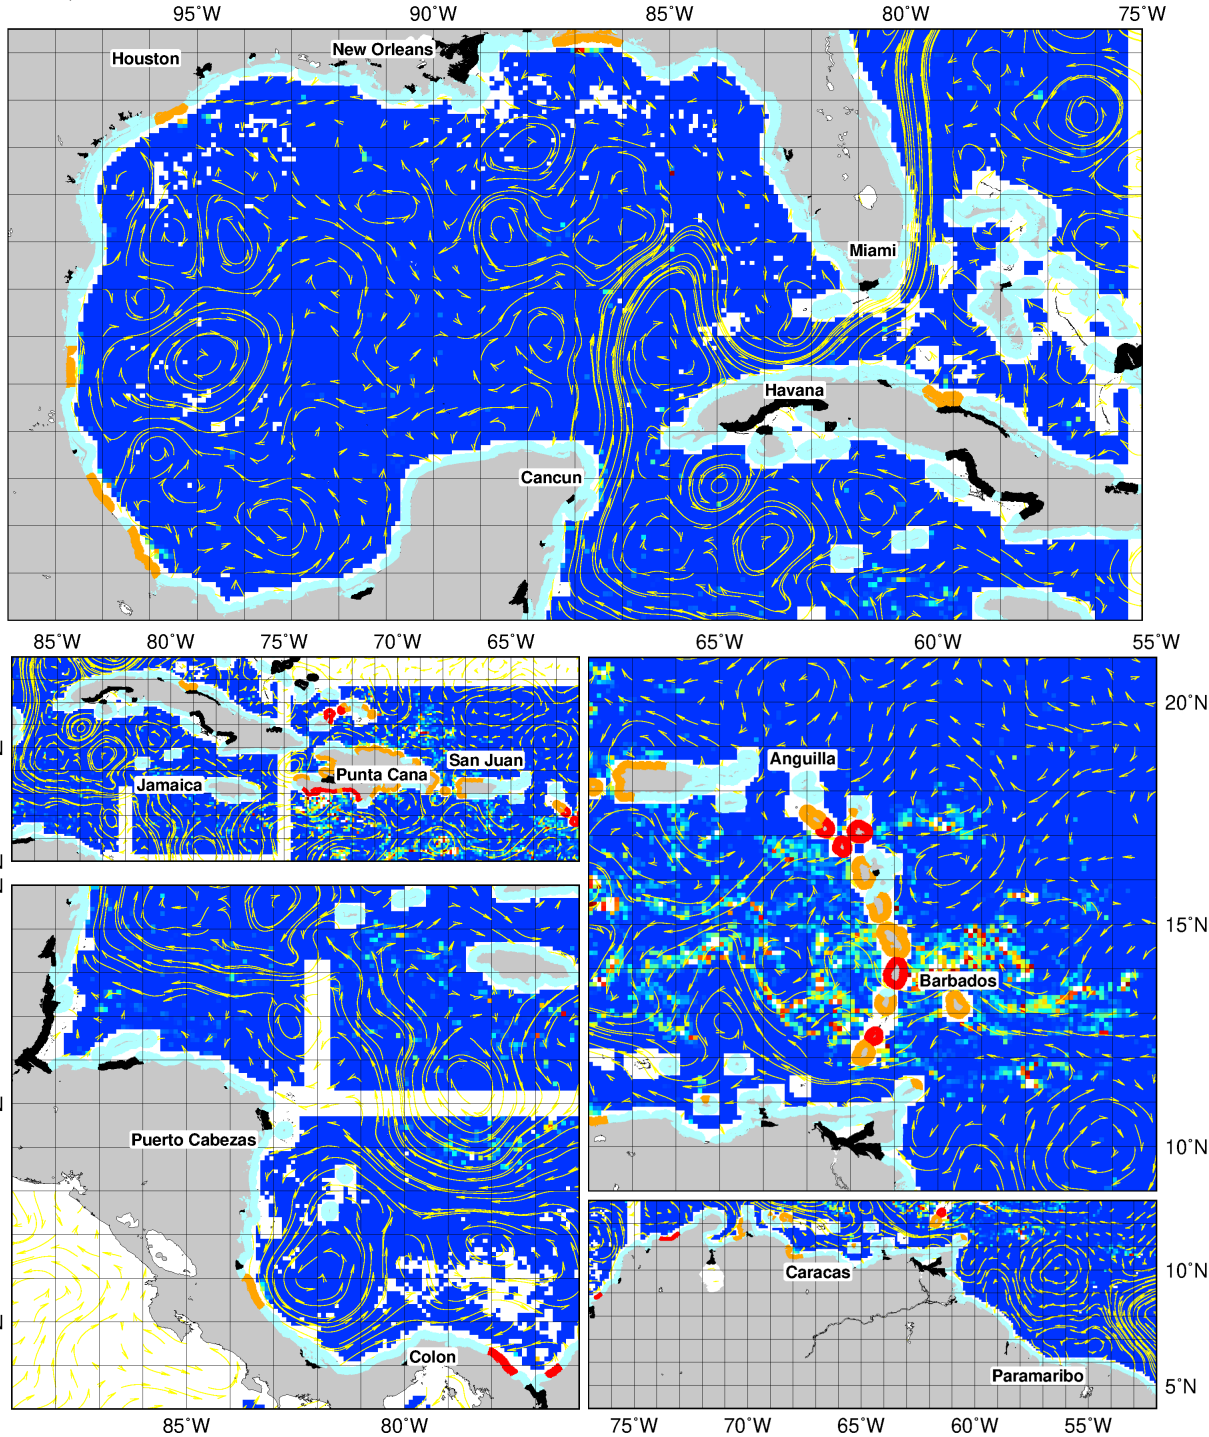 95°W 90°W 85°W 80°W 75°W
Houston
New Orleans
Miami
Havana
Cancun
85°W 80°W 75°W 70°W 65°W
65°W 60°W 55°W
Jamaica
Punta Cana
San Juan
Anguilla
Barbados
20°N
15°N
10°N
Puerto Cabezas
Colon
85°W 80°W
Caracas
Paramaribo
10°N
5°N
75°W 70°W 65°W 60°W 55°W